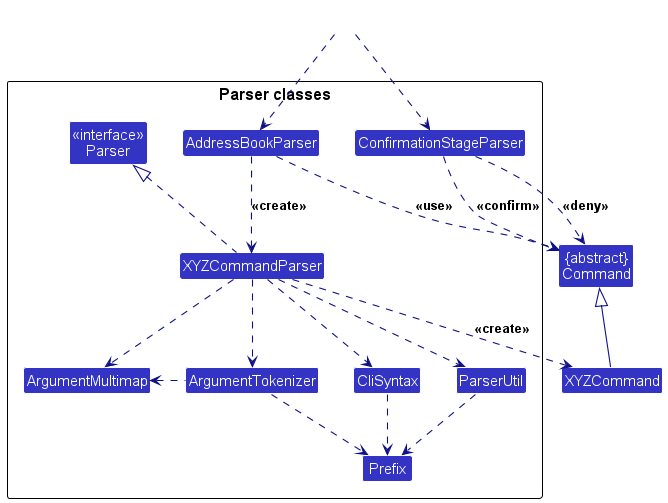 Parser classes
«interface»
Parser
AddressBookParser
ConfirmationStageParser
«create»
«use»
«confirm»
«deny»
XYZCommandParser
{abstract}
Command
«create»
ArgumentMultimap
ArgumentTokenizer
CliSyntax
ParserUtil
XYZCommand
Prefix